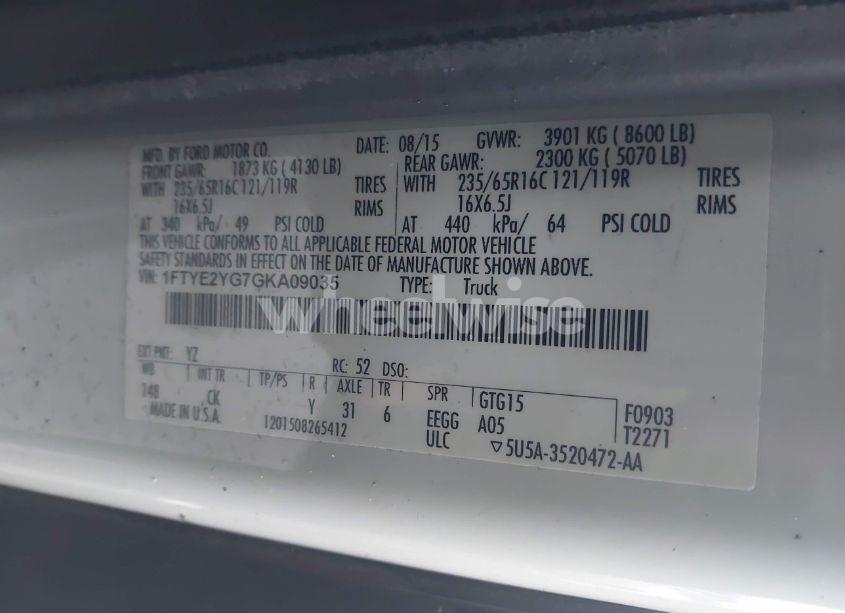 MFD. BY FORD MOTOR CO. DATE: 08/15 GVWR: 3901 KG ( 8600 LB)
FRONT GAWR: 1873 KG ( 4130 LB) REAR GAWR: 2300 KG ( 5070 LB)
WITH 235/65R16C 121/119R TIRES WITH 235/65R16C 121/119R TIRES
16X6.5J RIMS 16X6.5J RIMS
AT 340 kPa/ 49 PSI COLD AT 440 kPa/ 64 PSI COLD
THIS VEHICLE CONFORMS TO ALL APPLICABLE FEDERAL MOTOR VEHICLE
SAFETY STANDARDS IN EFFECT ON THE DATE OF MANUFACTURE SHOWN ABOVE.
VIN: 1FTYE2YG7GKA09035 TYPE: Truck
wheelwise
EXT PNT: YZ RC: 52 DSO:
WB INT TR TP/PS R AXLE TR SPR GTG15 F0903
148 CK Y 31 6 EEGG A05 T2271
MADE IN U.S.A. 1201508265412 ULC ▽5U5A-3520472-AA